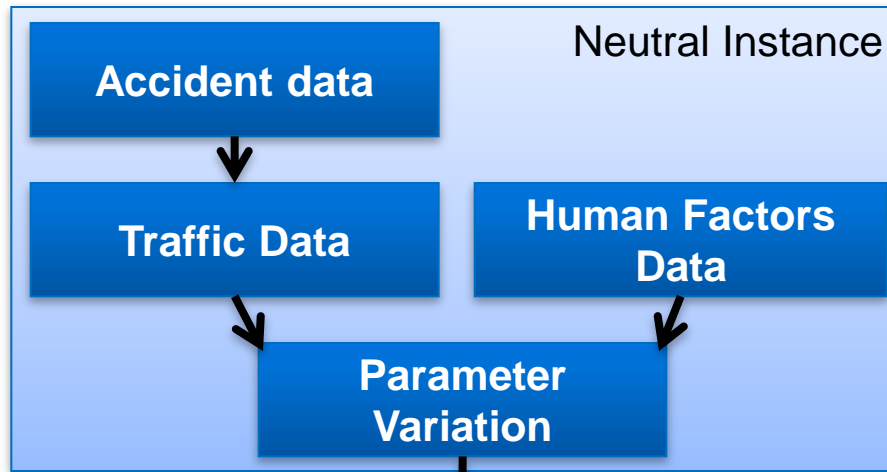 Neutral Instance
Accident data
Traffic Data
Human Factors
Data
Parameter
Variation